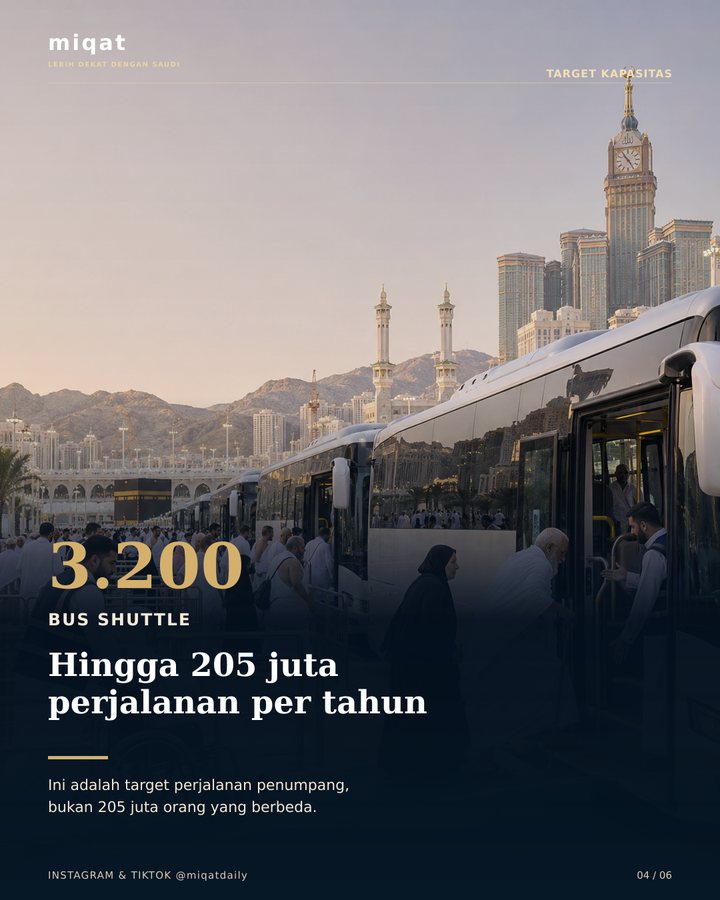 miqat
LEBIH DEKAT DENGAN SAUDI
TARGET KAPASITAS
3.200
BUS SHUTTLE
Hingga 205 juta
perjalanan per tahun
Ini adalah target perjalanan penumpang,
bukan 205 juta orang yang berbeda.
INSTAGRAM & TIKTOK @miqatdaily
04 / 06